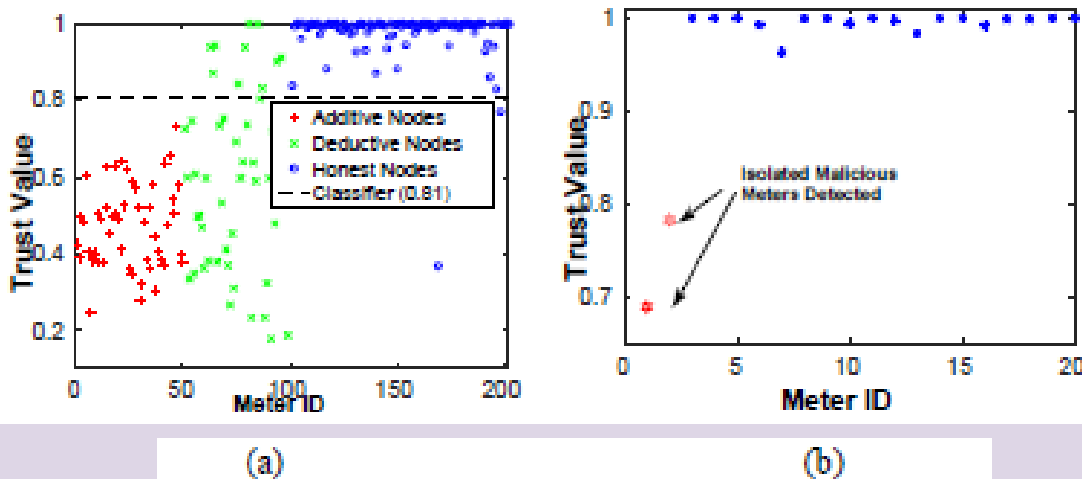 Trust Value
1
0.8
0.6
0.4
0.2
0
50
100
150
200
Meter ID
Additive Nodes
Deductive Nodes
Honest Nodes
Classifier (0.81)
(a)
Trust Value
1
0.9
0.8
0.7
0
5
10
15
20
Meter ID
Isolated Malicious
Meters Detected
(b)